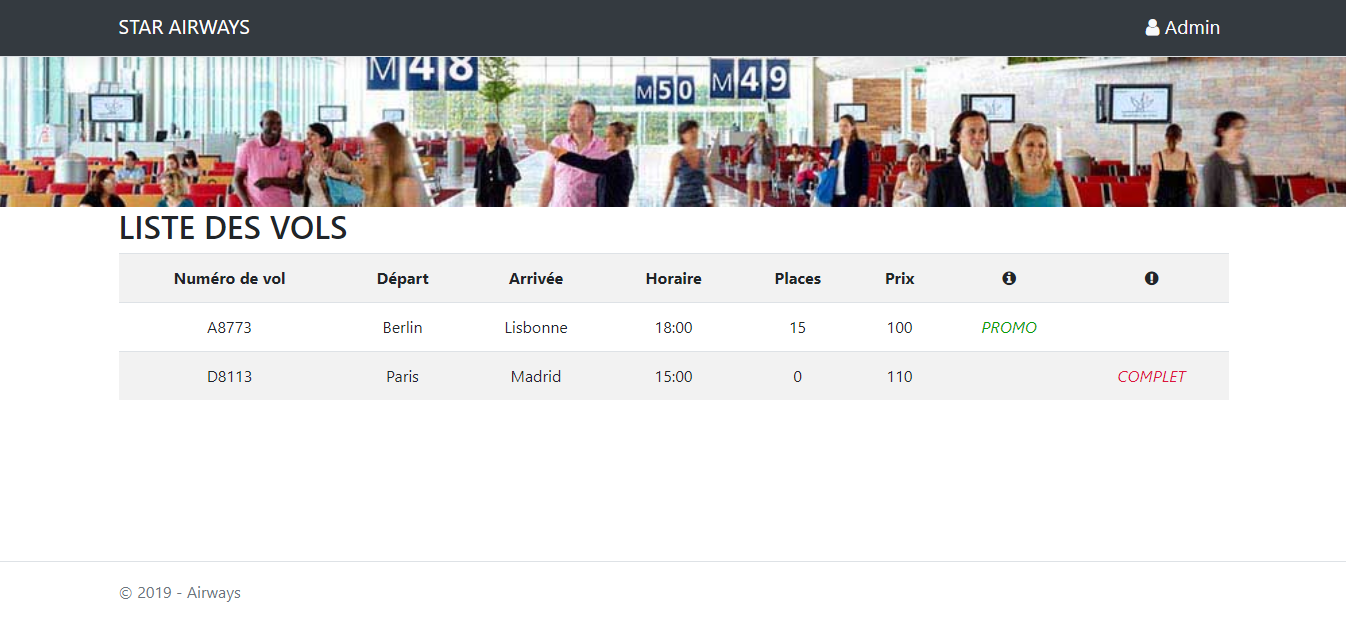 STAR AIRWAYS Admin
M48
M50 M49
LISTE DES VOLS
Numéro de vol Départ Arrivée Horaire Places Prix
A8773 Berlin Lisbonne 18:00 15 100 PROMO
D8113 Paris Madrid 15:00 0 110 COMPLET
© 2019 - Airways